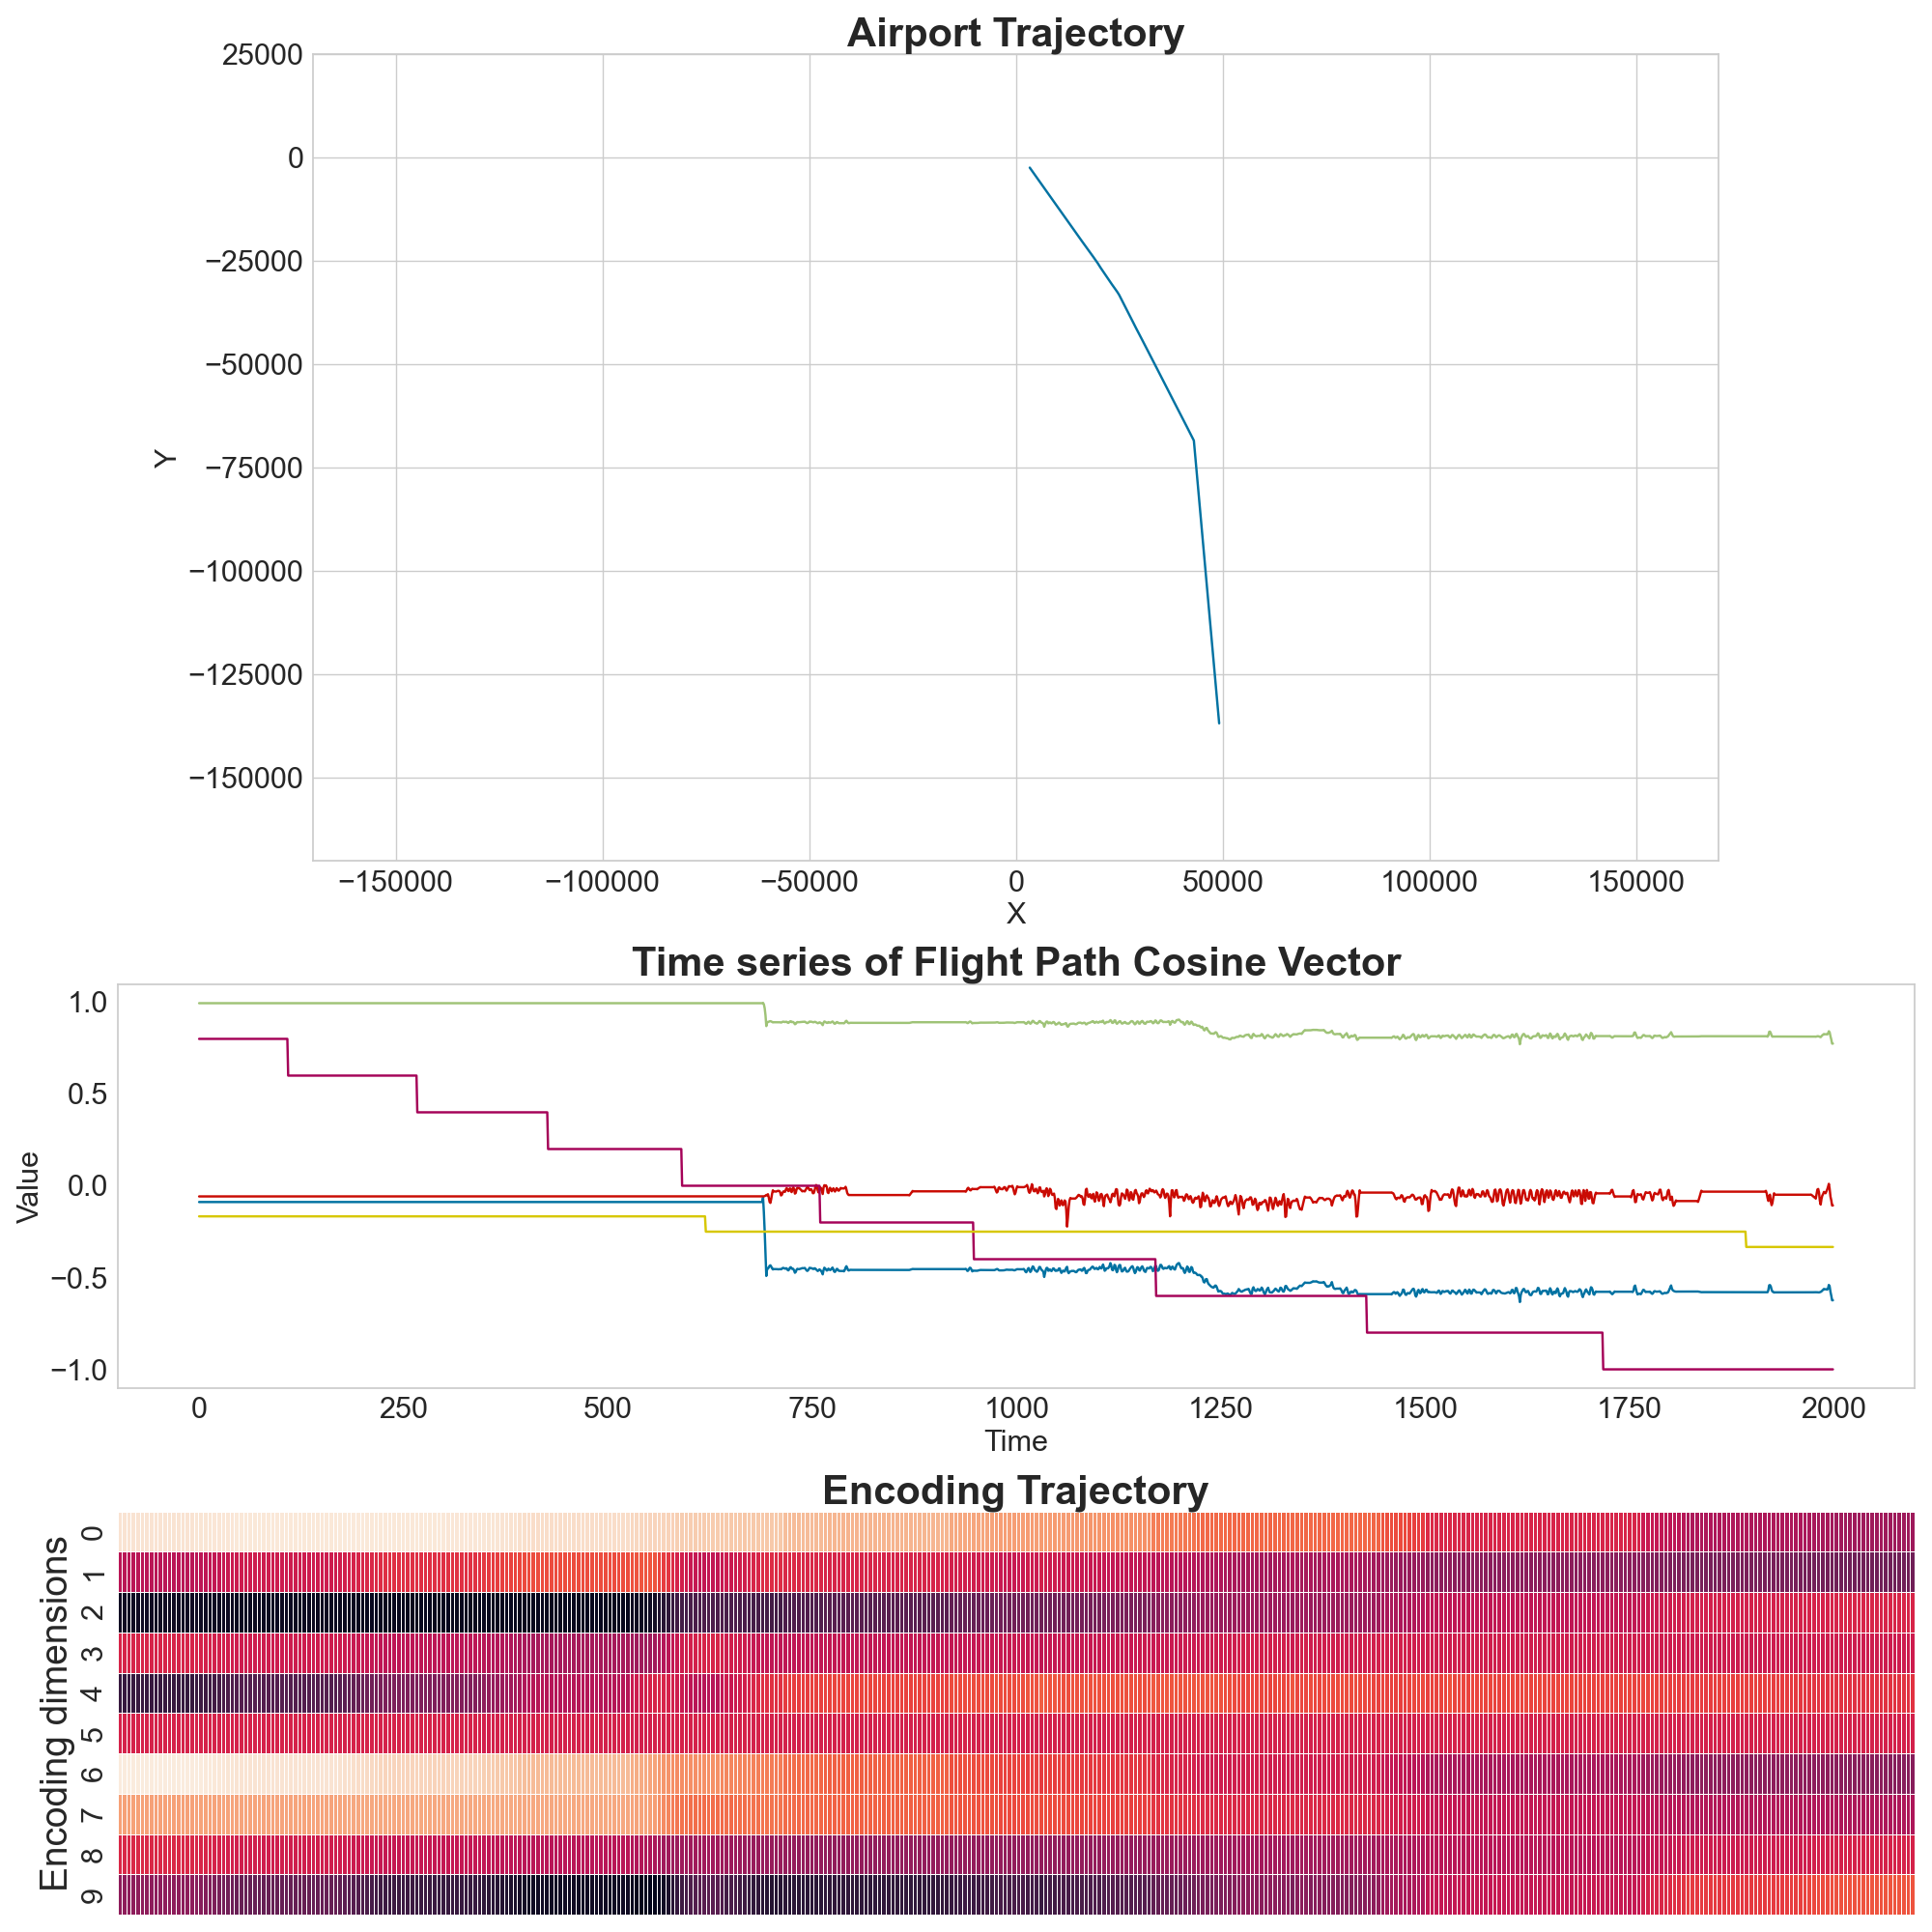 Airport Trajectory
25000
0
−25000
−50000
−75000
−100000
−125000
−150000
Y
−150000 −100000 −50000 0 50000 100000 150000
X
Time series of Flight Path Cosine Vector
1.0
0.5
0.0
−0.5
−1.0
Value
0 250 500 750 1000 1250 1500 1750 2000
Time
Encoding Trajectory
Encoding dimensions
0
1
2
3
4
5
6
7
8
9